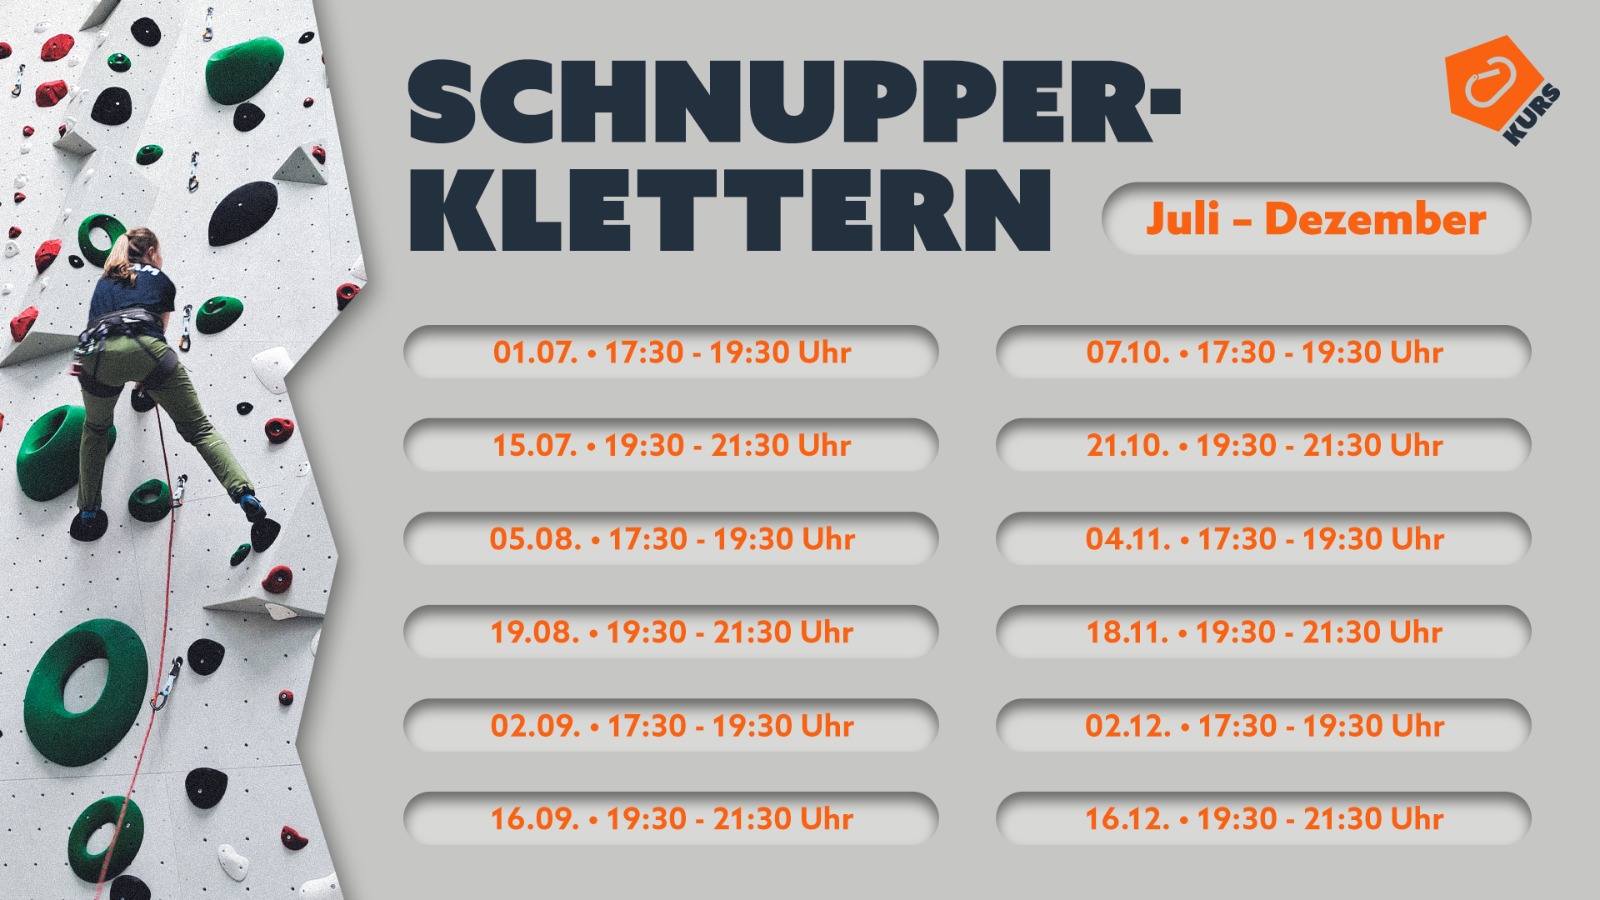 SCHNUPPER-
KLETTERN
KURS
Juli – Dezember
01.07. • 17:30 - 19:30 Uhr
15.07. • 19:30 - 21:30 Uhr
05.08. • 17:30 - 19:30 Uhr
19.08. • 19:30 - 21:30 Uhr
02.09. • 17:30 - 19:30 Uhr
16.09. • 19:30 - 21:30 Uhr
07.10. • 17:30 - 19:30 Uhr
21.10. • 19:30 - 21:30 Uhr
04.11. • 17:30 - 19:30 Uhr
18.11. • 19:30 - 21:30 Uhr
02.12. • 17:30 - 19:30 Uhr
16.12. • 19:30 - 21:30 Uhr